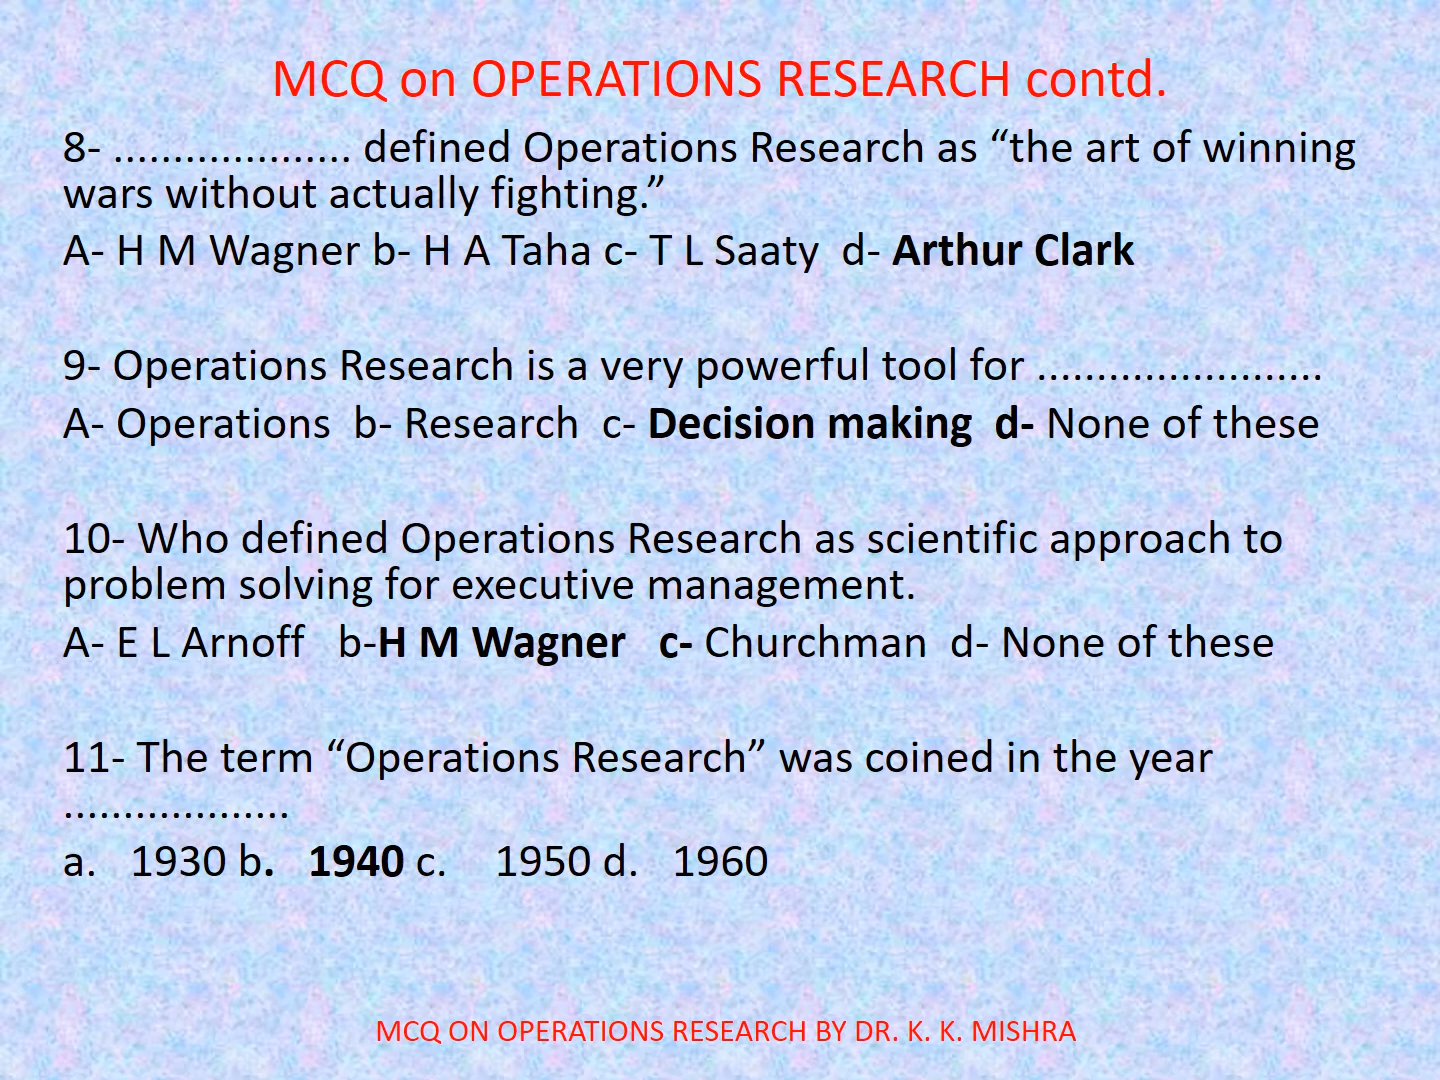 MCQ on OPERATIONS RESEARCH contd.
8- .................... defined Operations Research as “the art of winning
wars without actually fighting.”
A- H M Wagner b- H A Taha c- T L Saaty  d- Arthur Clark
9- Operations Research is a very powerful tool for ........................
A- Operations  b- Research  c- Decision making  d- None of these
10- Who defined Operations Research as scientific approach to
problem solving for executive management.
A- E L Arnoff   b-H M Wagner   c- Churchman  d- None of these
11- The term “Operations Research” was coined in the year
...................
a.   1930 b.   1940 c.    1950 d.   1960
MCQ ON OPERATIONS RESEARCH BY DR. K. K. MISHRA